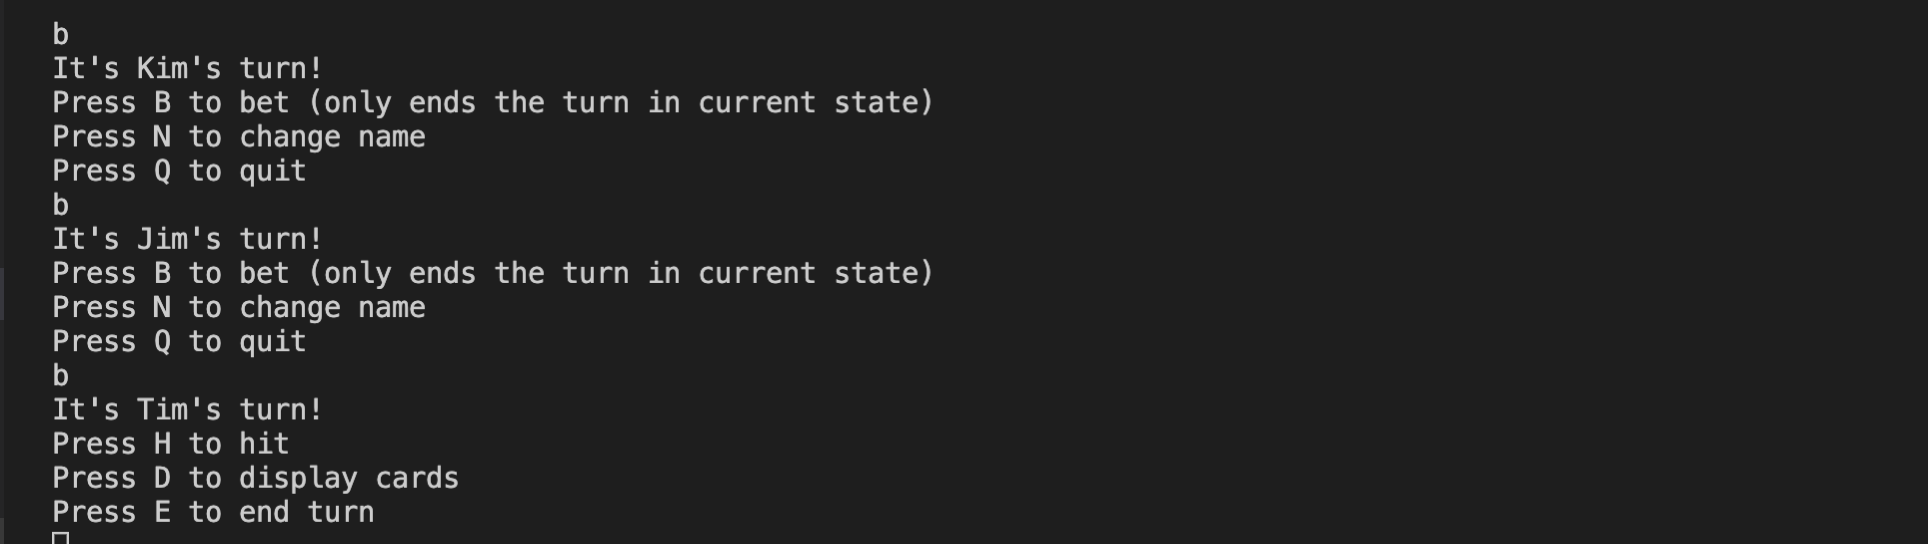 b
It's Kim's turn!
Press B to bet (only ends the turn in current state)
Press N to change name
Press Q to quit
b
It's Jim's turn!
Press B to bet (only ends the turn in current state)
Press N to change name
Press Q to quit
b
It's Tim's turn!
Press H to hit
Press D to display cards
Press E to end turn